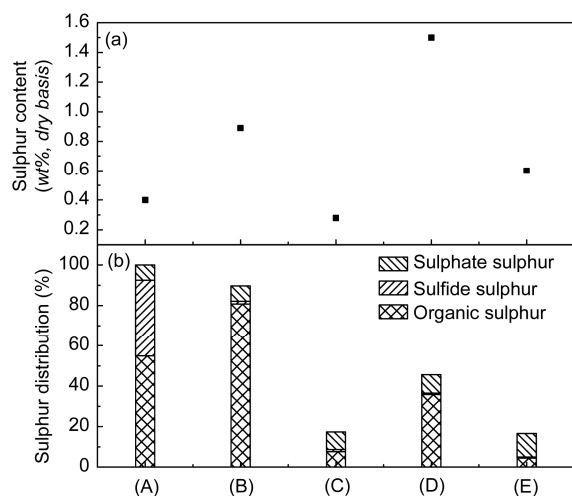 (a)
Sulphur content
(wt%, dry basis)
1.6
1.4
1.2
1.0
0.8
0.6
0.4
0.2
(b)
Sulphur distribution (%)
100
80
60
40
20
0
Sulphate sulphur
Sulfide sulphur
Organic sulphur
(A) (B) (C) (D) (E)